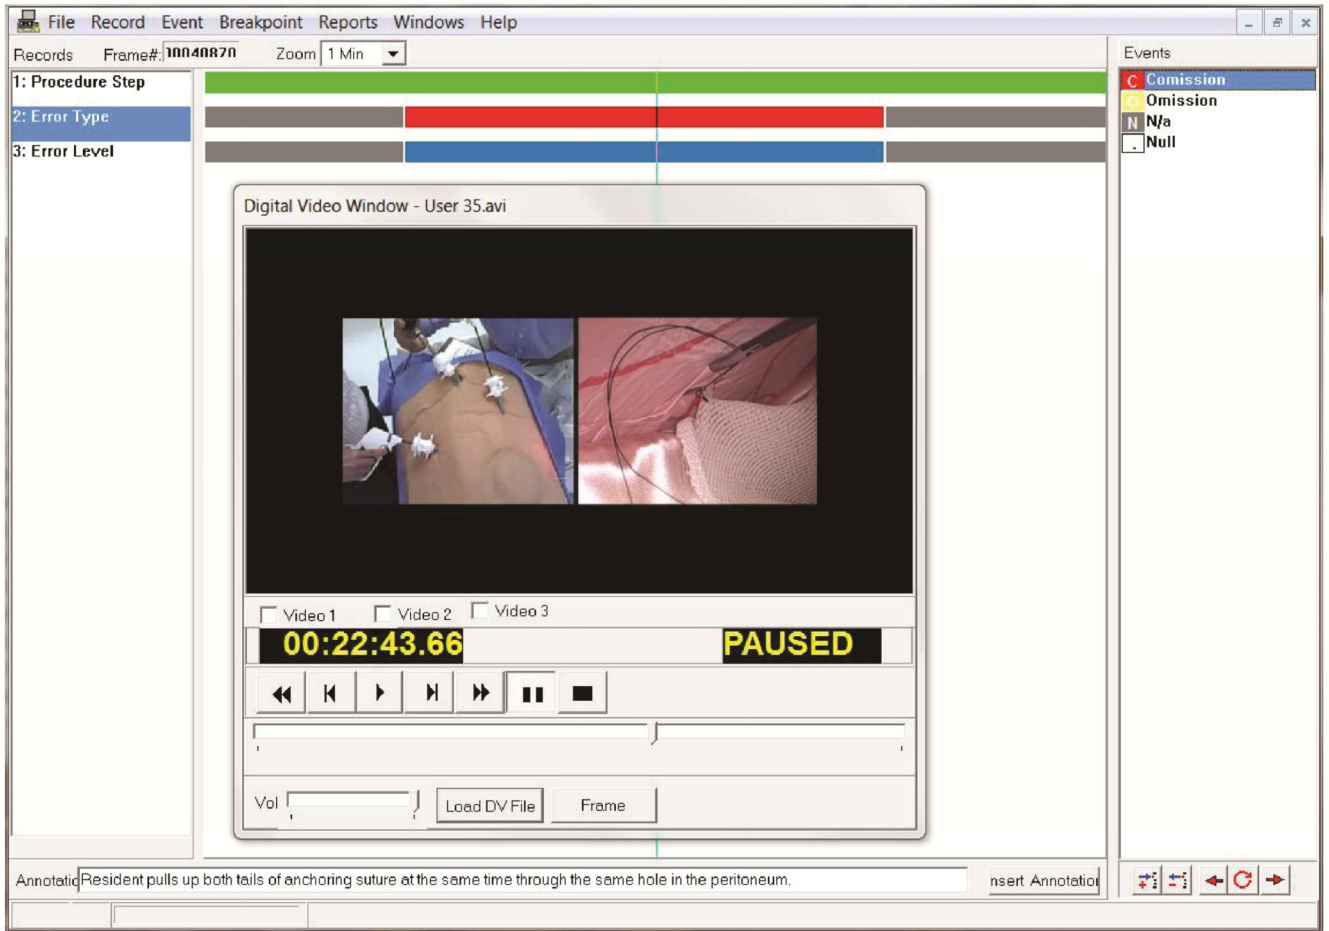 File Record Event Breakpoint Reports Windows Help
Records Frame#: 10040870 Zoom 1 Min
Events
1: Procedure Step
2: Error Type
3: Error Level
C Comission
O Omission
N N/a
. Null
Digital Video Window - User 35.avi
Video 1 Video 2 Video 3
00:22:43.66 PAUSED
Vol Load DV File Frame
Annotatic Resident pulls up both tails of anchoring suture at the same time through the same hole in the peritoneum. nsert Annotation